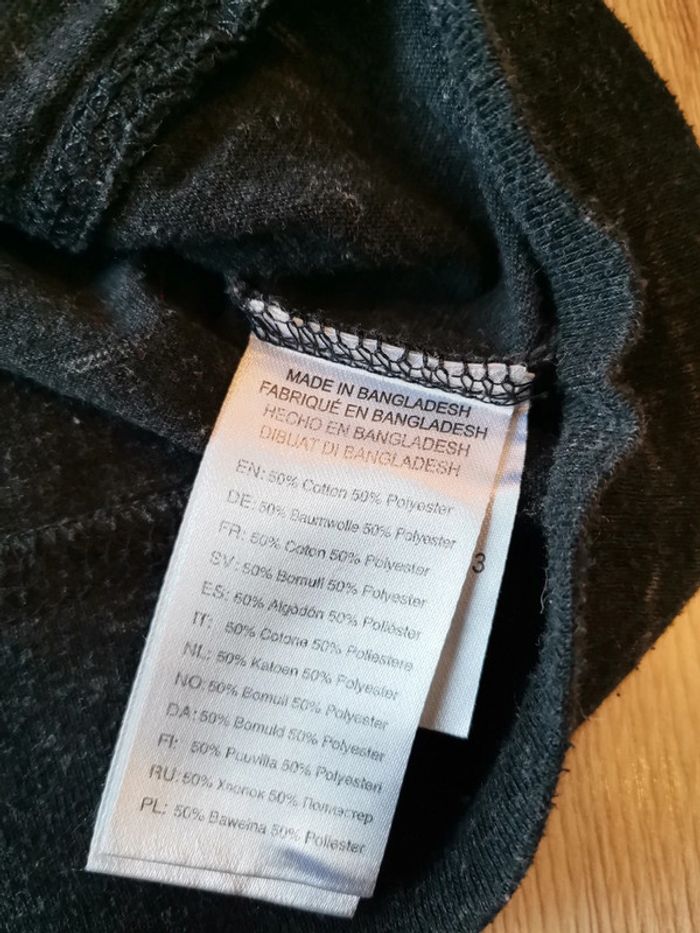 MADE IN BANGLADESH
FABRIQUÉ EN BANGLADESH
HECHO EN BANGLADESH
DIBUAT DI BANGLADESH
EN: 50% Cotton 50% Polyester
DE: 50% Baumwolle 50% Polyester
FR: 50% Coton 50% Polyester
SV: 50% Bomull 50% Polyester
ES: 50% Algodón 50% Poliéster
IT: 50% Cotone 50% Poliestere
NL: 50% Katoen 50% Polyester
NO: 50% Bomull 50% Polyester
DA: 50% Bomuld 50% Polyester
FI: 50% Puuvilla 50% Polyesteri
RU: 50% Хлопок 50% Полиэстер
PL: 50% Bawełna 50% Poliester
3